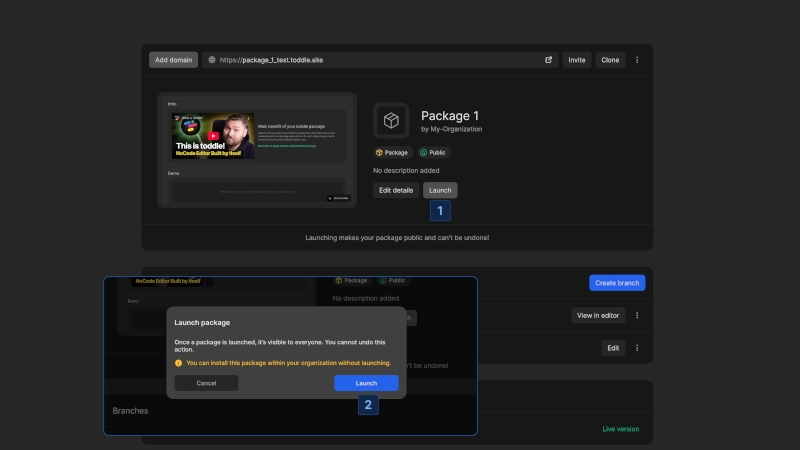 Add domain
https://package_1_test.toddle.site
Invite
Clone
Intro
This is toddle!
NoCode Editor Built by Itself
Main benefit of your toddle package
Demo
Package 1
by My-Organization
Package
Public
No description added
Edit details
Launch
1
Launching makes your package public and can't be undone!
Create branch
View in editor
Edit
Live version
NoCode Editor Built by Itself
Demo
Package
Public
No description added
't be undone!
Launch package
Once a package is launched, it's visible to everyone. You cannot undo this
action.
You can install this package within your organization without launching.
Cancel
Launch
2
Branches